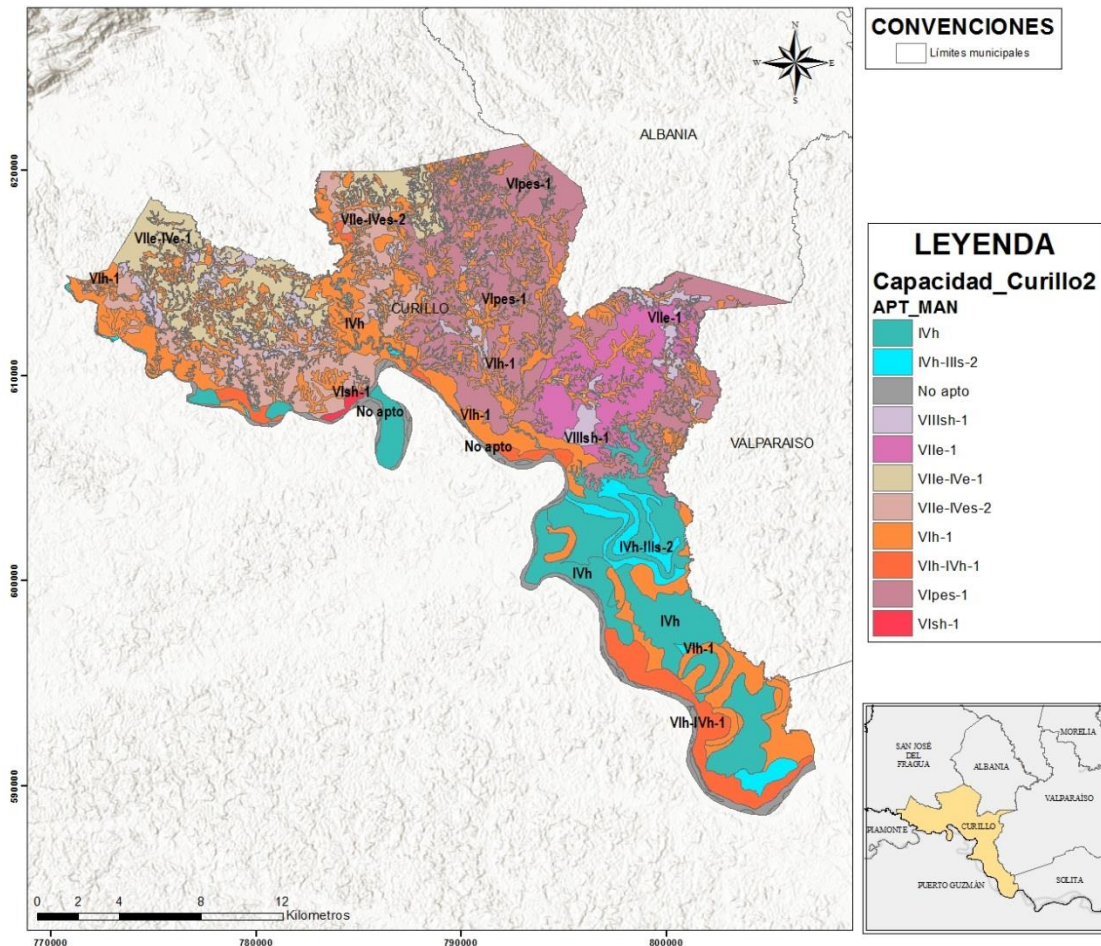 CONVENCIONES
Límites municipales
N
W
E
S
ALBANIA
620000
VIpes-1
VIIe-IVes-2
VIIe-IVe-1
VIh-1
VIpes-1
CURILLO
VIIe-1
IVh
610000
VIh-1
VIsh-1
No apto
VIh-1
VIIIsh-1
No apto
VALPARAISO
IVh-IIIs-2
IVh
600000
IVh
VIh-1
VIh-IVh-1
590000
0 2 4 8 12
Kilometros
770000 780000 790000 800000
LEYENDA
Capacidad_Curillo2
APT_MAN
IVh
IVh-IIIs-2
No apto
VIIIsh-1
VIIe-1
VIIe-IVe-1
VIIe-IVes-2
VIh-1
VIh-IVh-1
VIpes-1
VIsh-1
MORELIA
SAN JOSÉ
DEL
FRAGUA
ALBANIA
VALPARAÍSO
PIAMONTE
CURILLO
PUERTO GUZMÁN
SOLITA